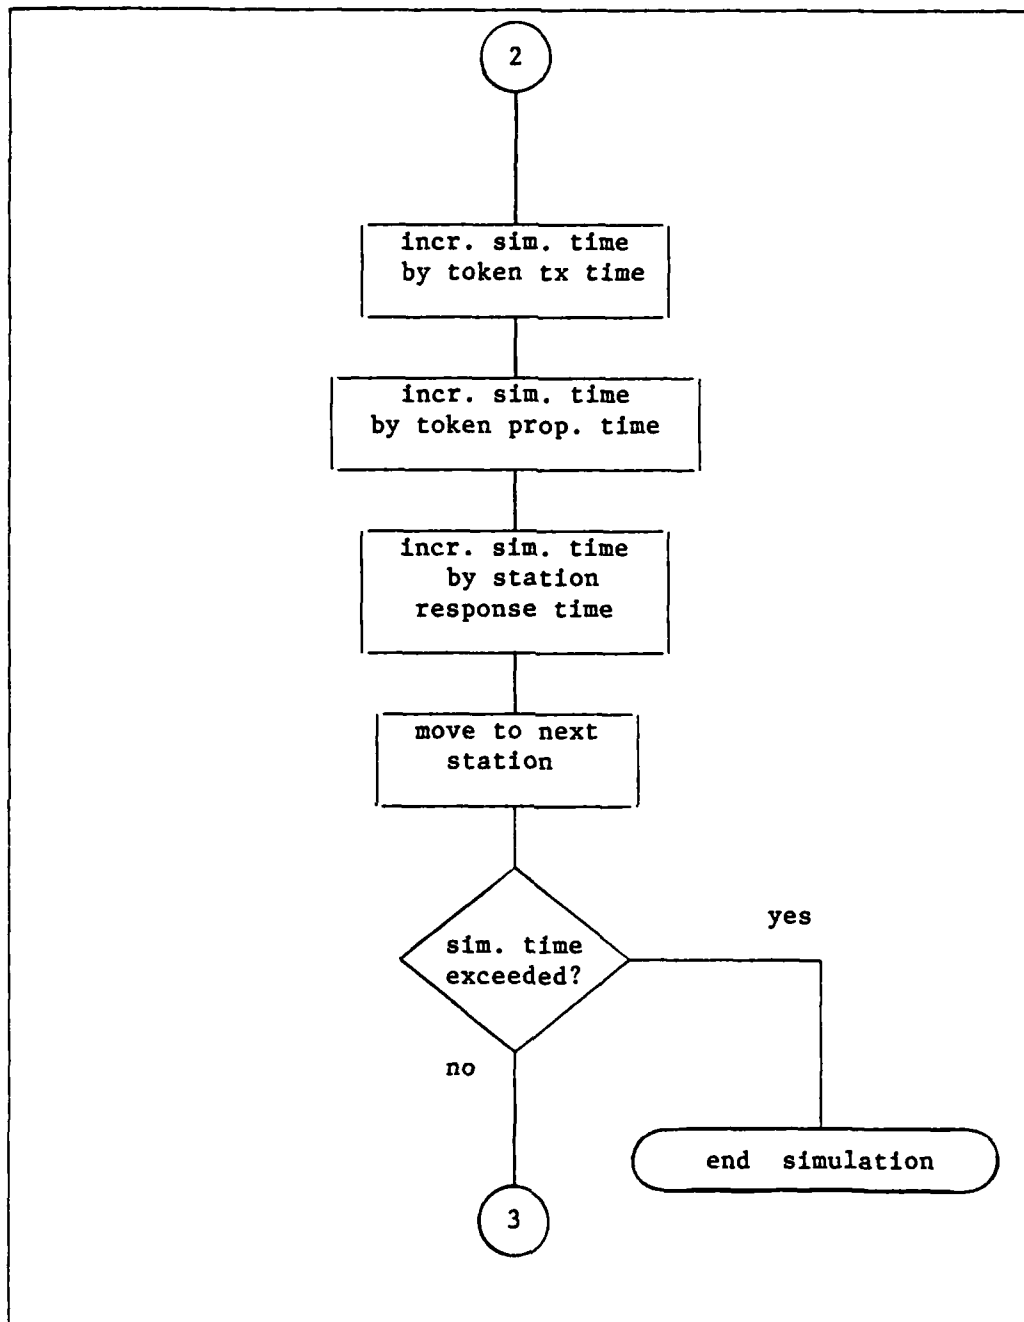 2
incr. sim. time
by token tx time
incr. sim. time
by token prop. time
incr. sim. time
by station
response time
move to next
station
yes
sim. time
exceeded?
no
end simulation
3